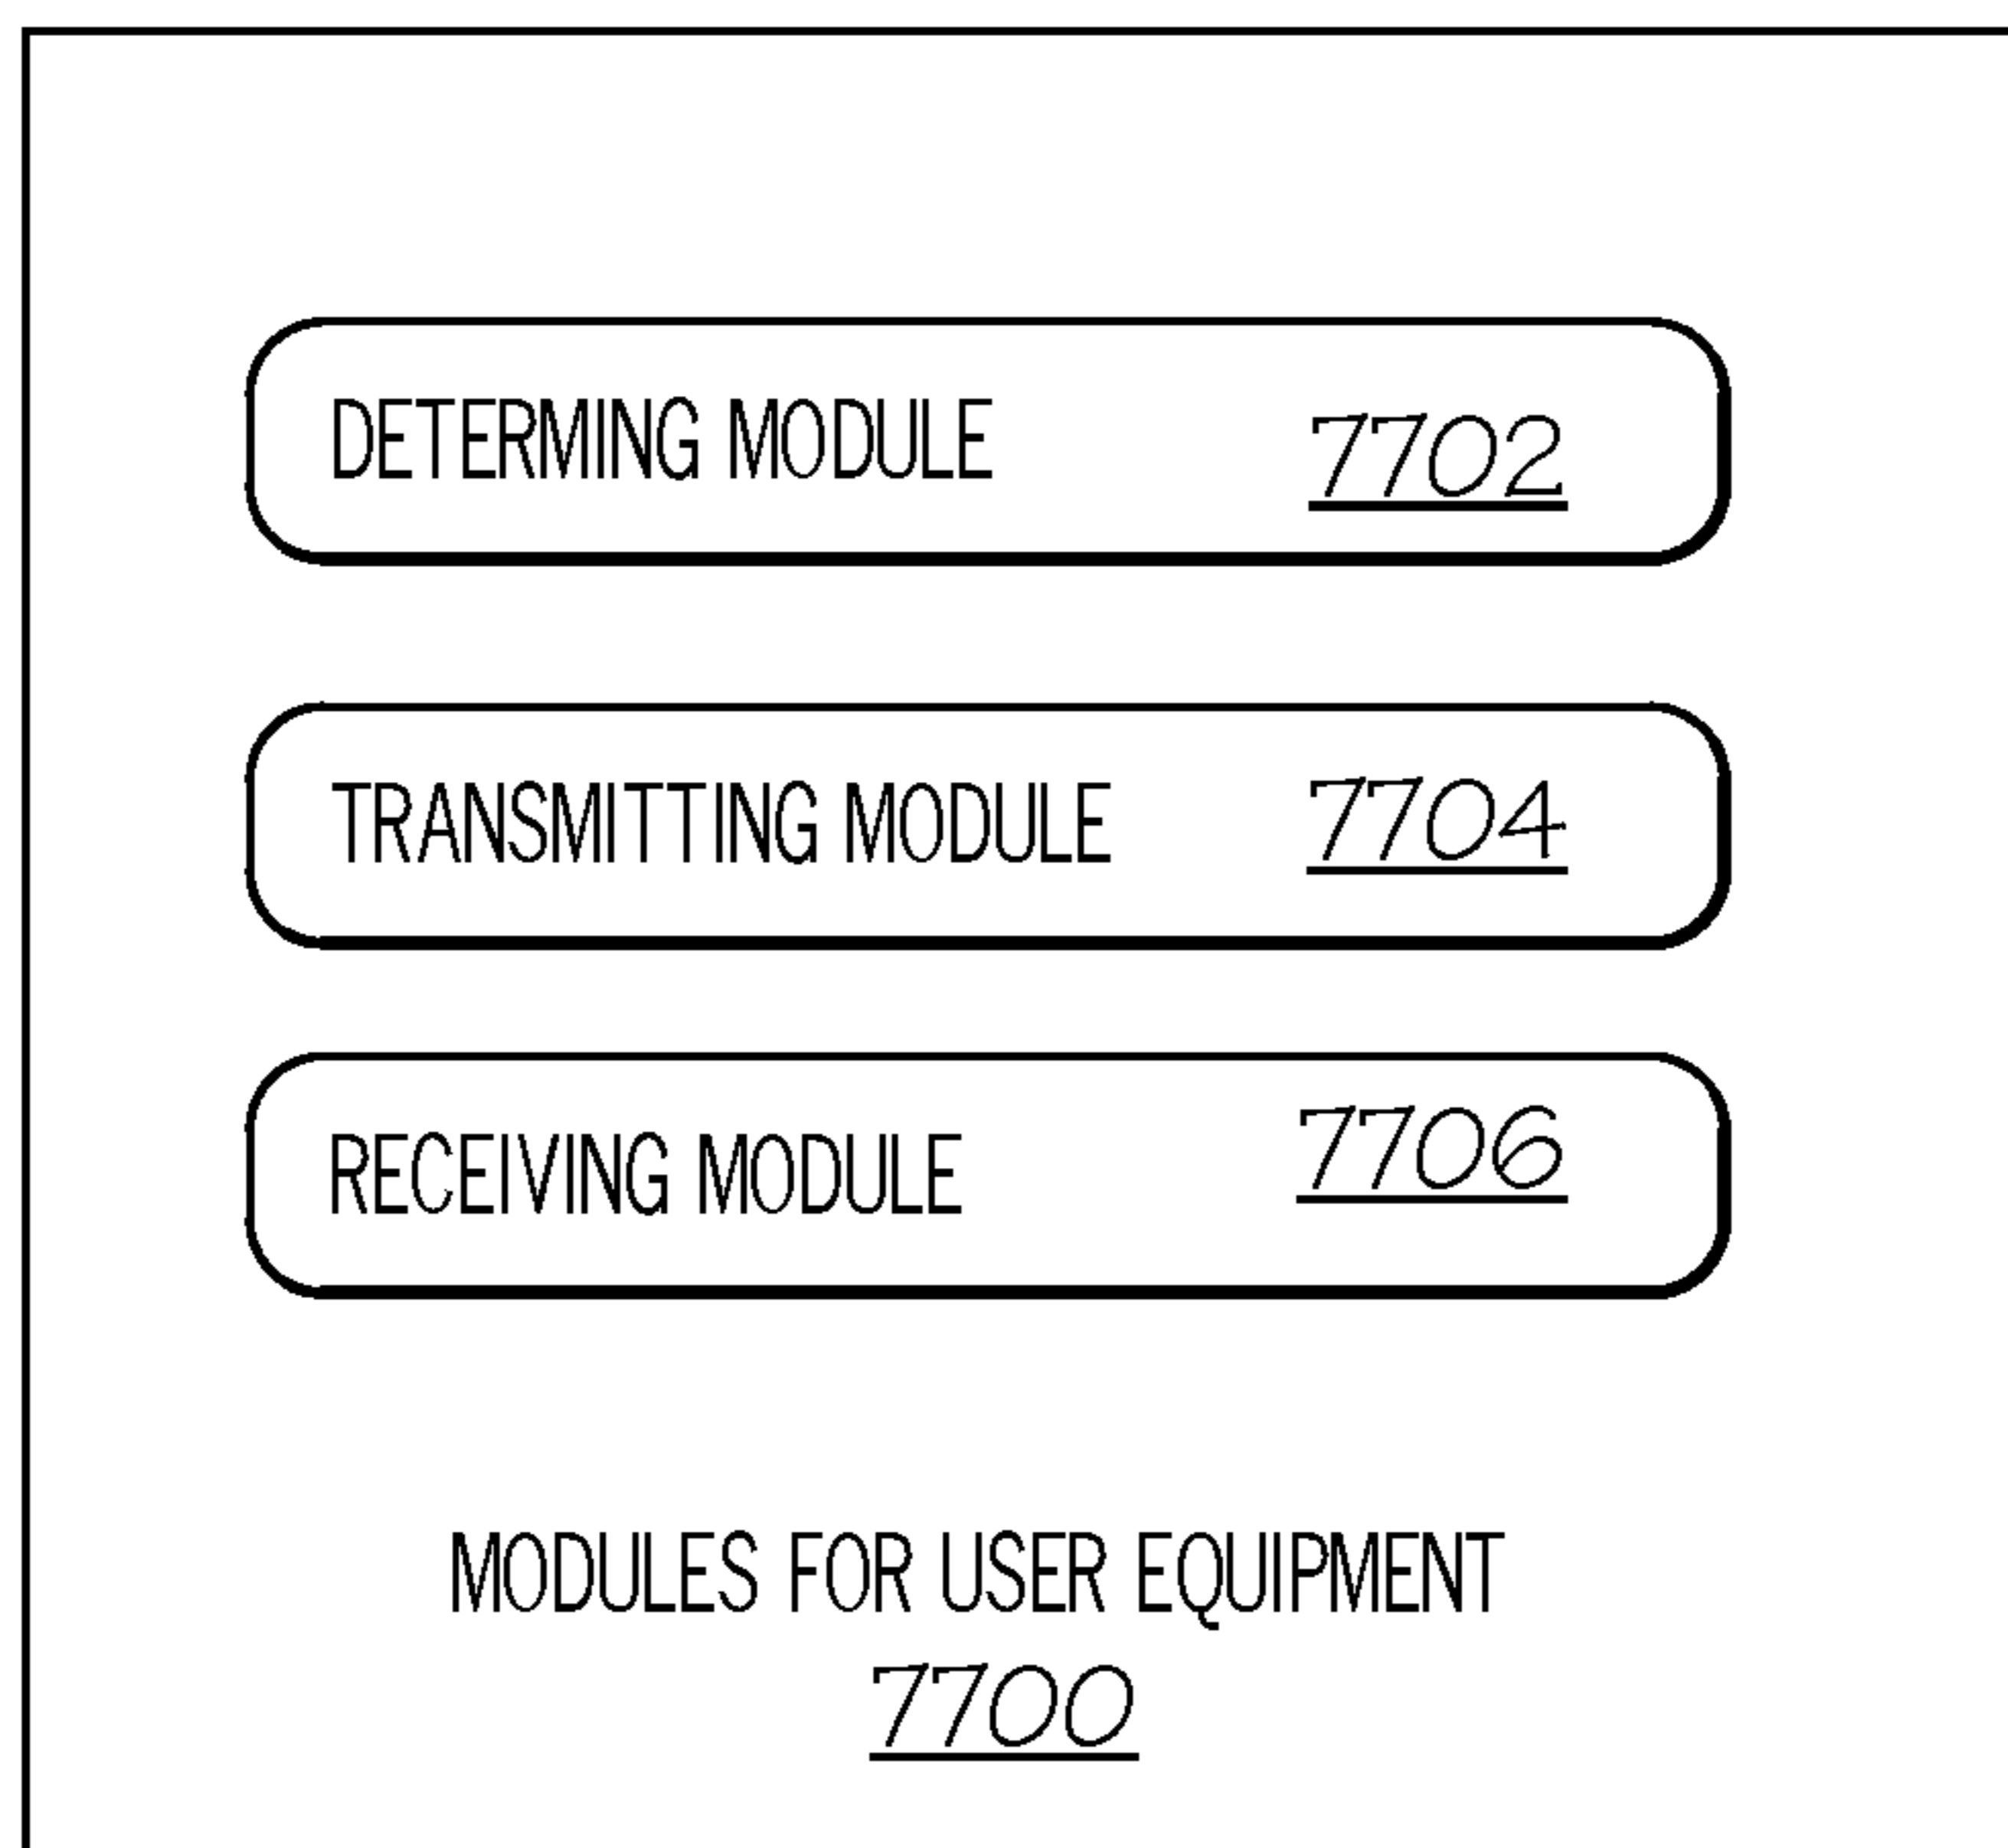 DETERMING MODULE 7702
TRANSMITTING MODULE 7704
RECEIVING MODULE 7706
MODULES FOR USER EQUIPMENT
7700